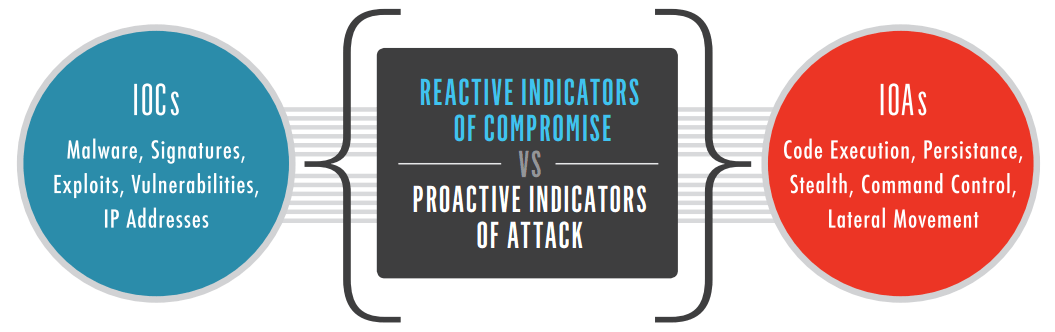 IOCs
Malware, Signatures,
Exploits, Vulnerabilities,
IP Addresses
REACTIVE INDICATORS
OF COMPROMISE
VS
PROACTIVE INDICATORS
OF ATTACK
IOAs
Code Execution, Persistance,
Stealth, Command Control,
Lateral Movement